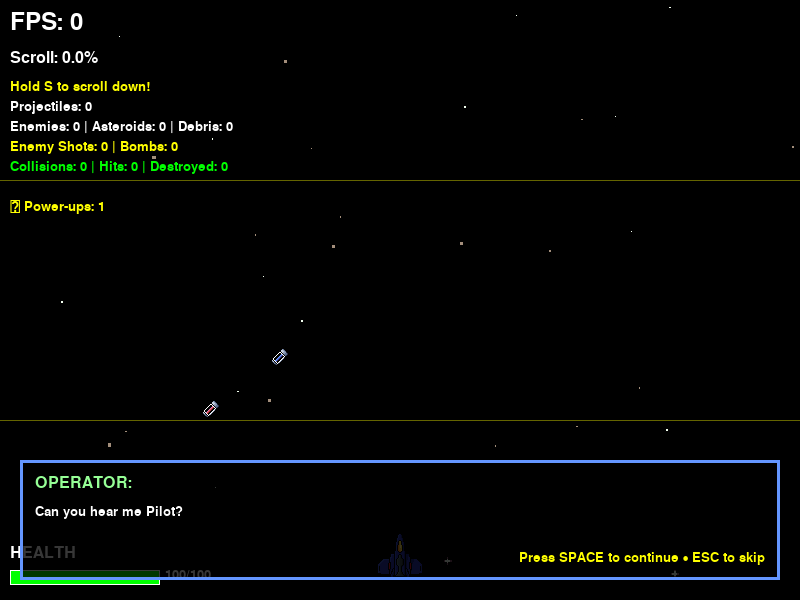 FPS: 0
Scroll: 0.0%
Hold S to scroll down!
Projectiles: 0
Enemies: 0 | Asteroids: 0 | Debris: 0
Enemy Shots: 0 | Bombs: 0
Collisions: 0 | Hits: 0 | Destroyed: 0
Power-ups: 1
OPERATOR:
Can you hear me Pilot?
HEALTH
Press SPACE to continue • ESC to skip
100/100